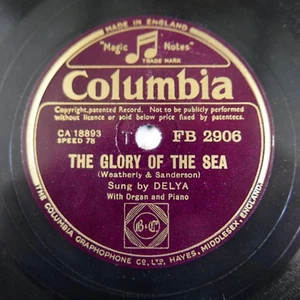 MADE IN ENGLAND
"Magic Notes."
TRADE MARK
Columbia
Copyright, patented Record. Not to be publicly performed
without licence or sold below price fixed by patentees.
CA 18893
SPEED 78
FB 2906
THE GLORY OF THE SEA
(Weatherly & Sanderson)
Sung by DELYA
With Organ and Piano
B & C
THE COLUMBIA GRAPHOPHONE CO, LTD., HAYES, MIDDLESEX, ENGLAND